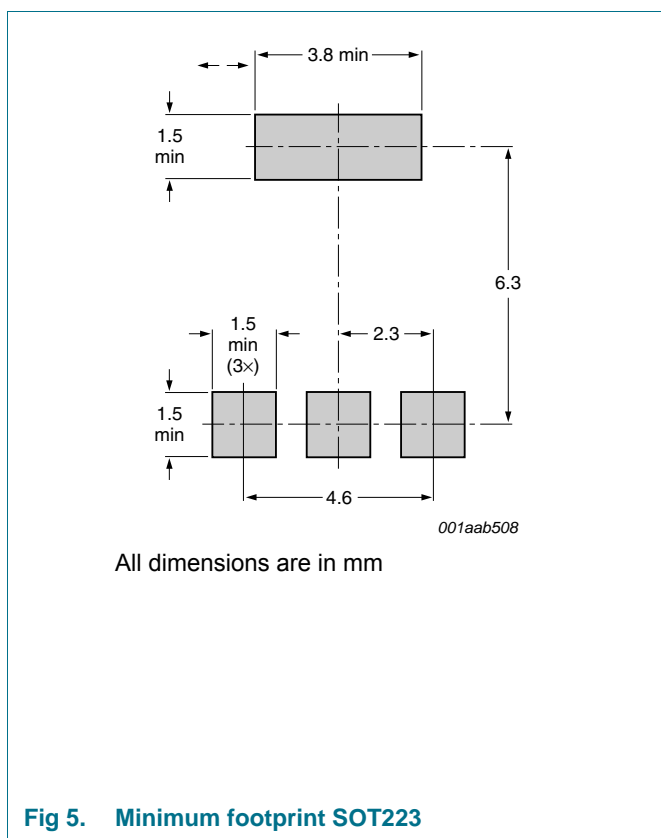 3.8 min
1.5
min
6.3
1.5
min
(3×)
2.3
1.5
min
4.6
001aab508
All dimensions are in mm
Fig 5. Minimum footprint SOT223